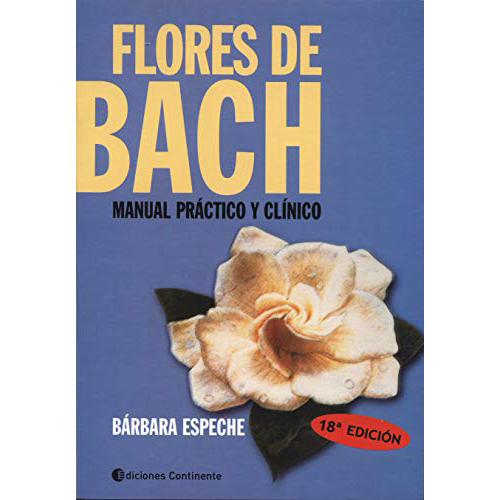 FLORES DE
BACH
MANUAL PRÁCTICO Y CLÍNICO
BÁRBARA ESPECHE
18ª EDICIÓN
Ediciones Continente